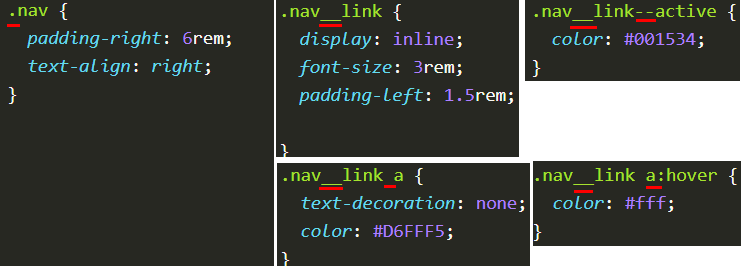 .nav {
padding-right: 6rem;
text-align: right;
}
.nav__link {
display: inline;
font-size: 3rem;
padding-left: 1.5rem;
}
.nav__link--active {
color: #001534;
}
.nav__link a {
text-decoration: none;
color: #D6FFF5;
}
.nav__link a:hover {
color: #fff;
}